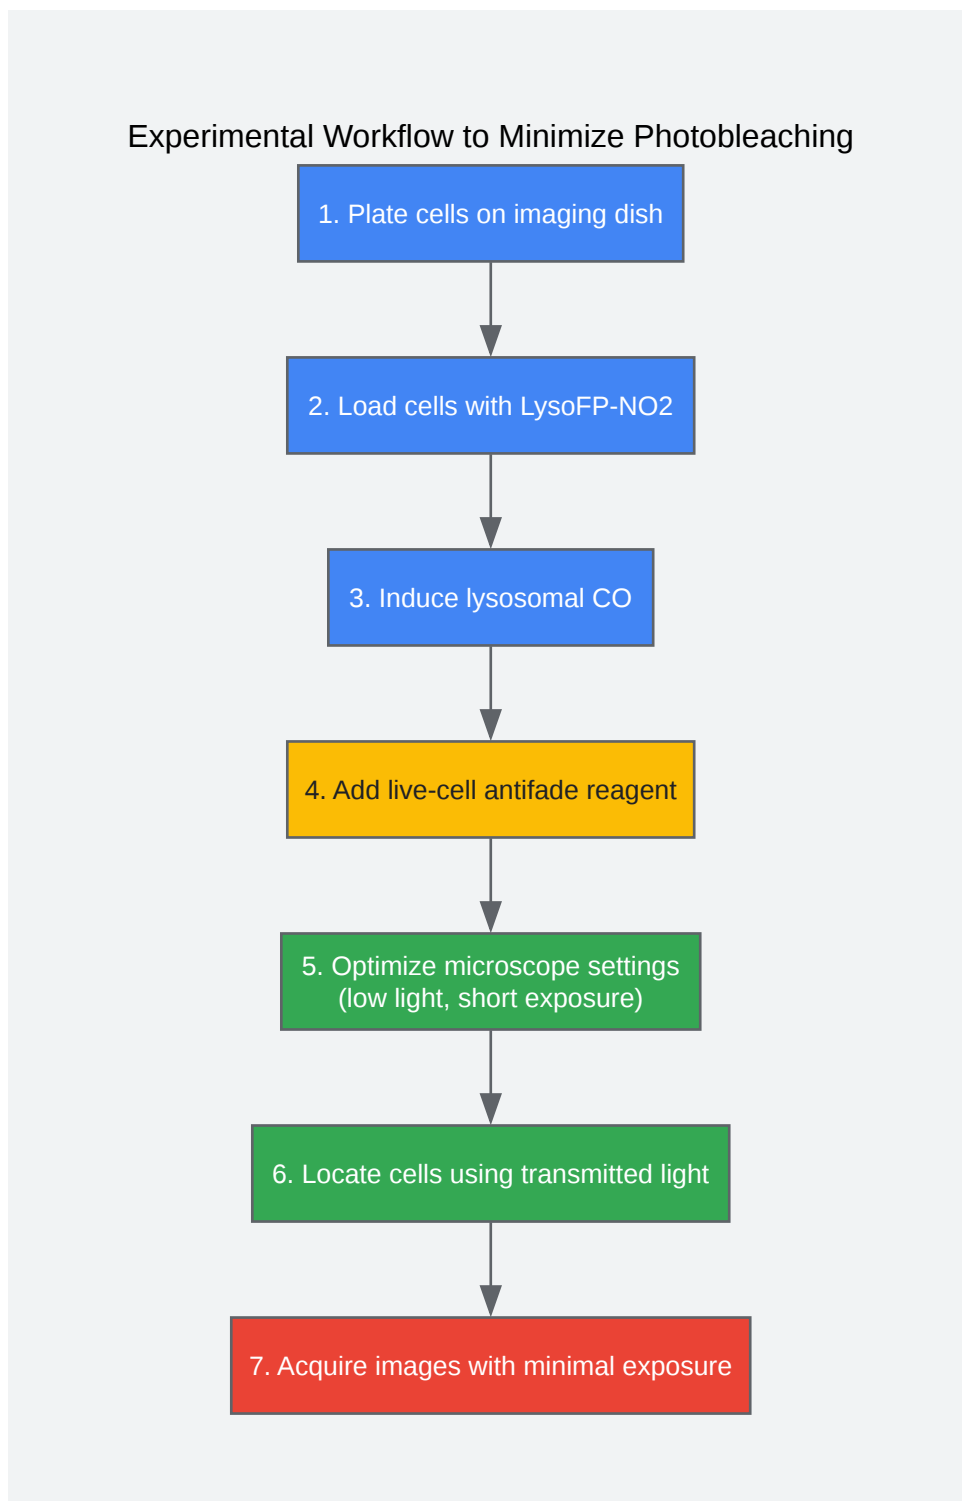 Experimental Workflow to Minimize Photobleaching
1. Plate cells on imaging dish
2. Load cells with LysoFP-NO2
3. Induce lysosomal CO
4. Add live-cell antifade reagent
5. Optimize microscope settings
(low light, short exposure)
6. Locate cells using transmitted light
7. Acquire images with minimal exposure